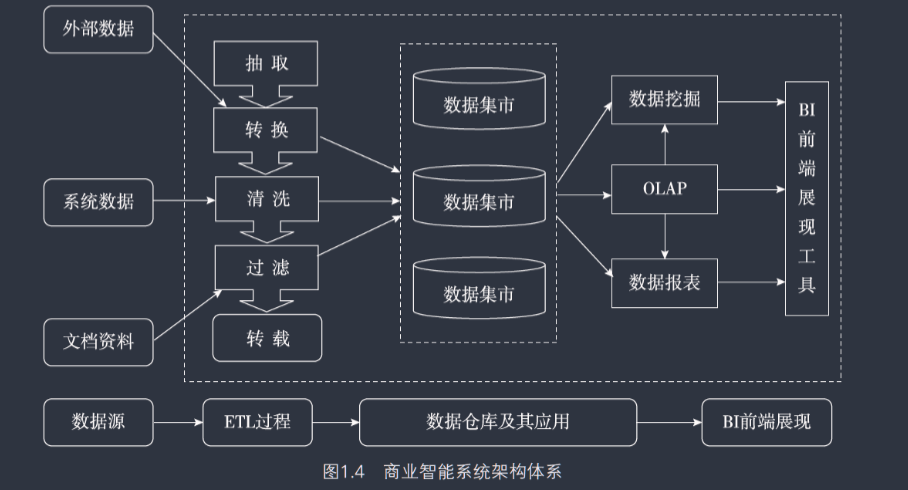 外部数据
系统数据
文档资料
抽取
转换
清洗
过滤
转载
数据集市
数据集市
数据集市
数据挖掘
OLAP
数据报表
BI
前
端
展
现
工
具
数据源
ETL过程
数据仓库及其应用
BI前端展现
图1.4 商业智能系统架构体系